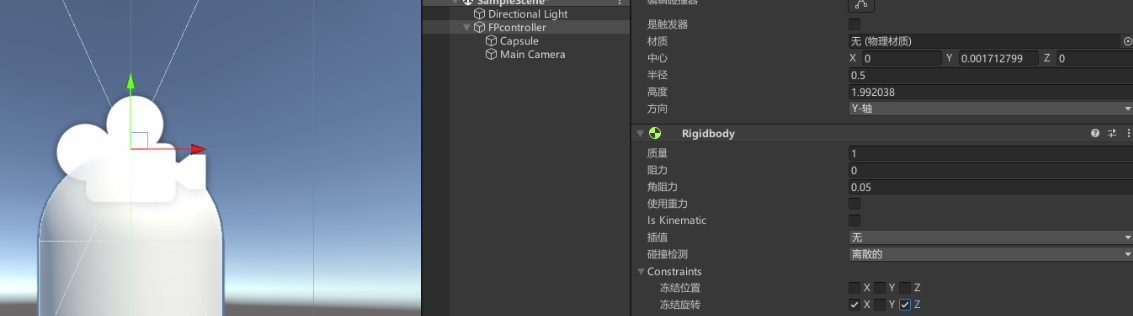 SampleScene*
Directional Light
FPcontroller
Capsule
Main Camera
编辑碰撞器
是触发器
材质 无 (物理材质)
中心 X 0 Y 0.001712799 Z 0
半径 0.5
高度 1.992038
方向 Y-轴
Rigidbody
质量 1
阻力 0
角阻力 0.05
使用重力
Is Kinematic
插值 无
碰撞检测 离散的
Constraints
冻结位置 X Y Z
冻结旋转 X Y Z